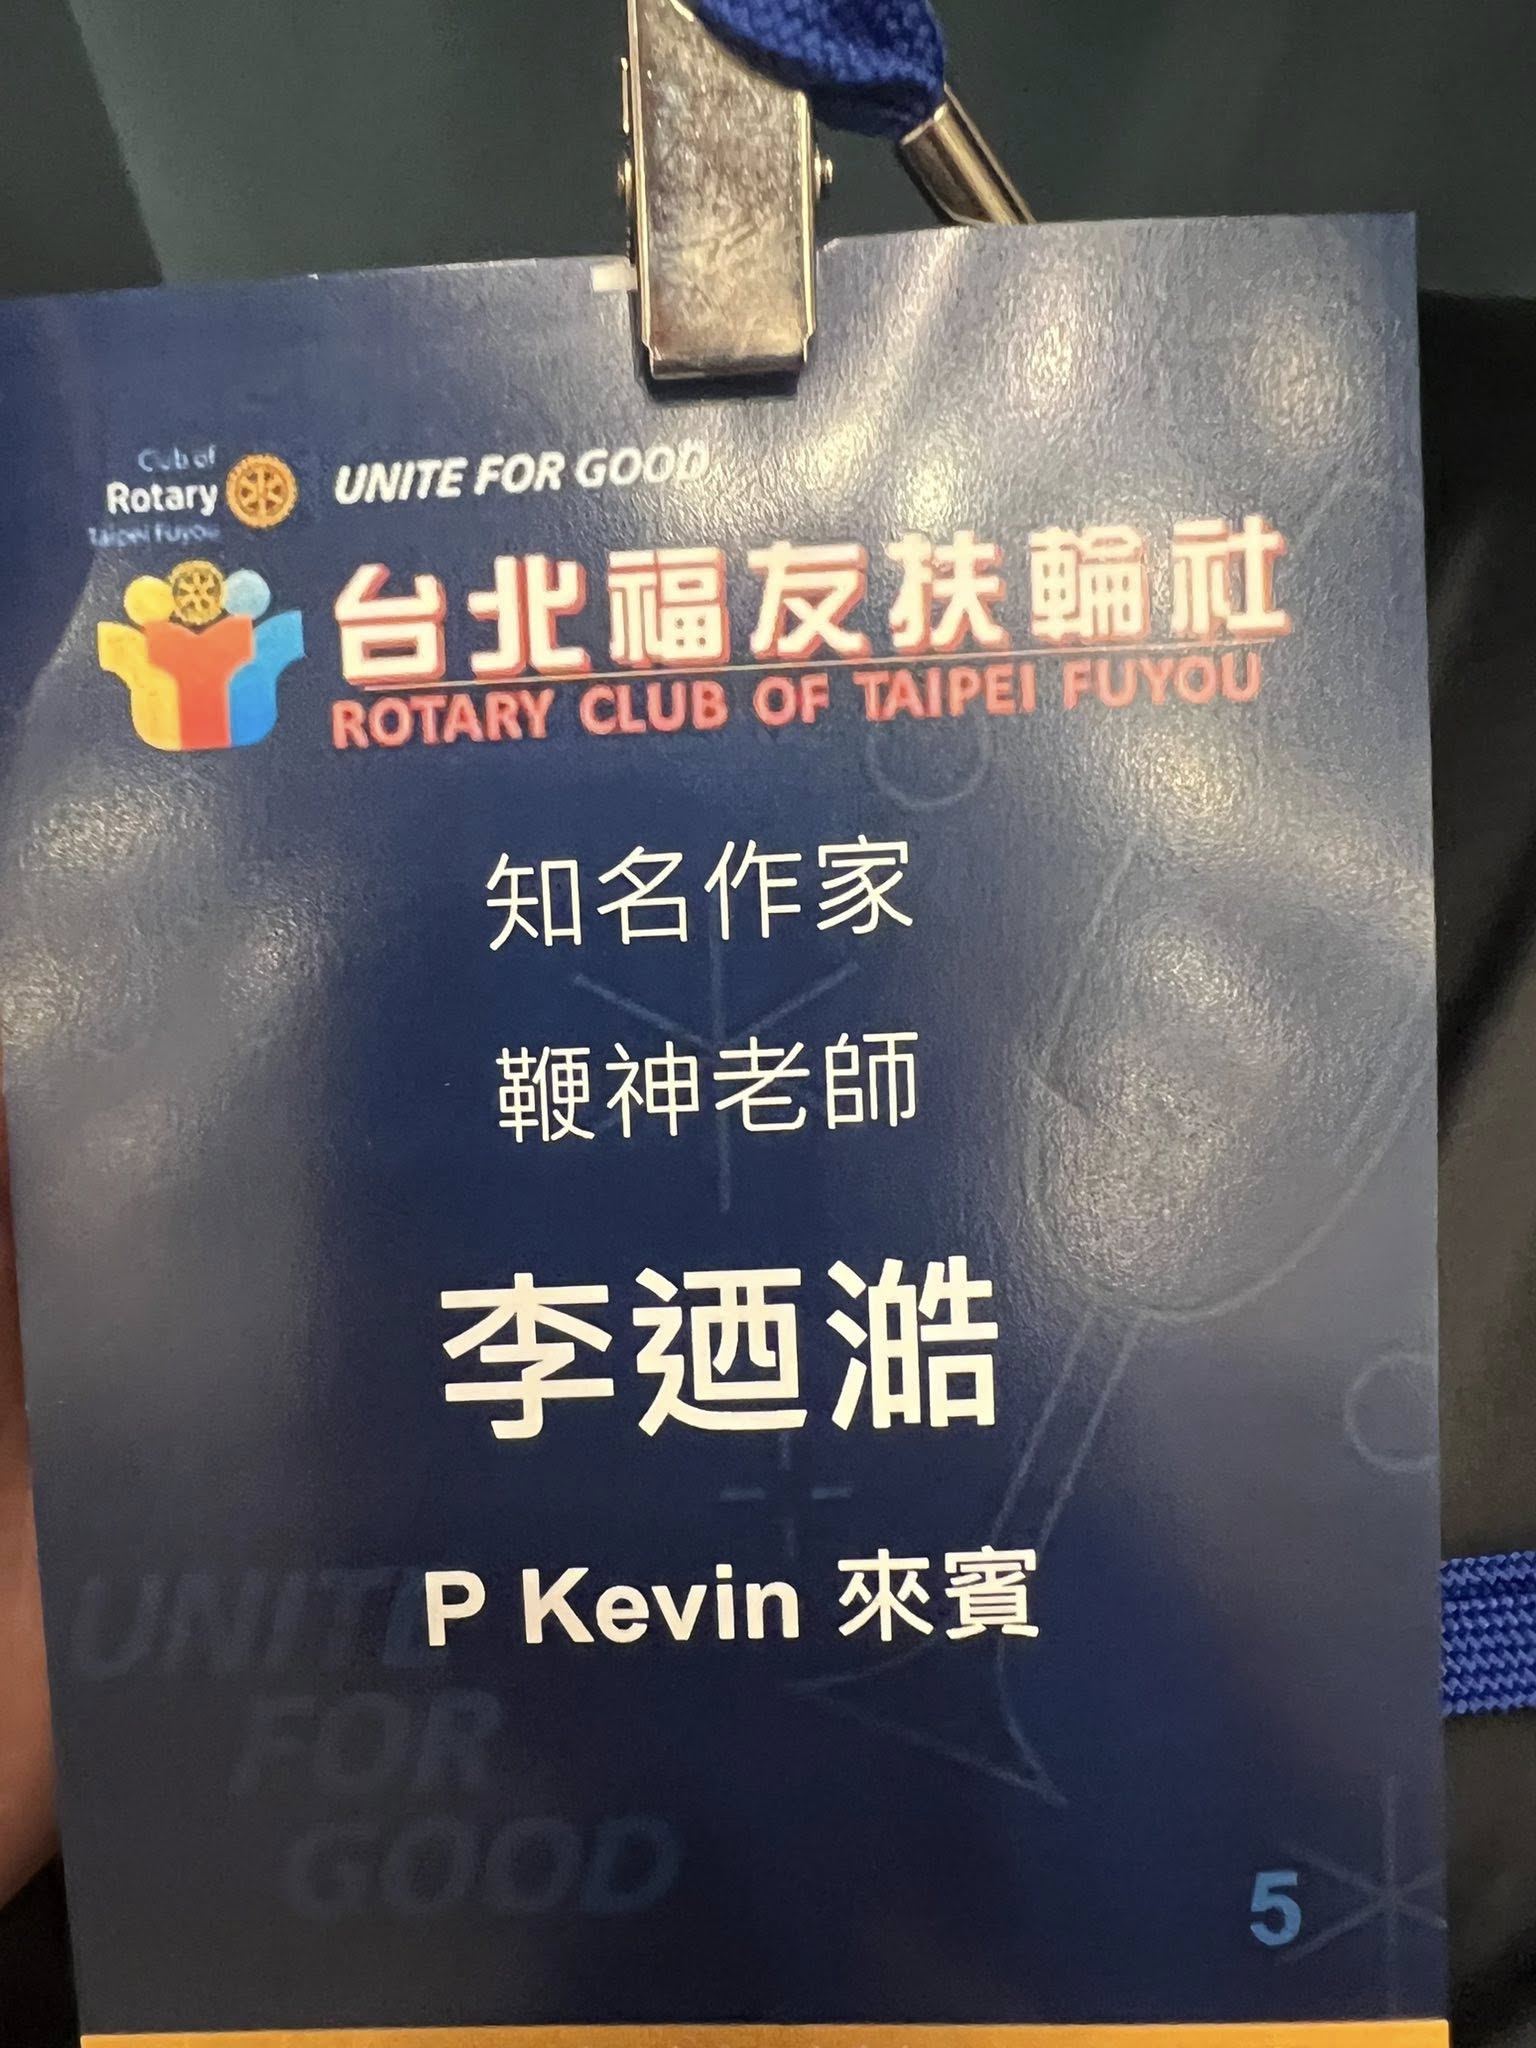 Club of
Rotary
Taipei Fuyou
UNITE FOR GOOD
台北福友扶輪社
ROTARY CLUB OF TAIPEI FUYOU
知名作家
鞭神老師
李迺澔
P Kevin 來賓
UNITE
FOR
GOOD
5